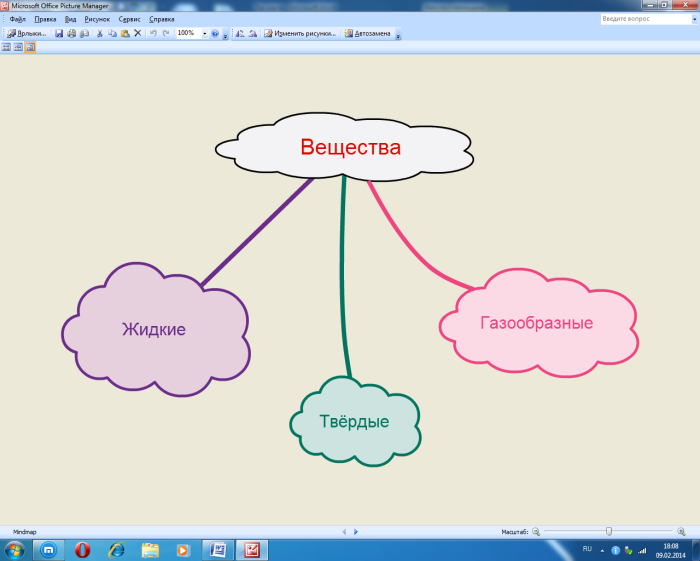 Microsoft Office Picture Manager
Файл Правка Вид Рисунок Сервис Справка
Введите вопрос
Ярлыки... 100% Изменить рисунки... Автозамена
Вещества
Жидкие
Газообразные
Твёрдые
Mindmap
Масштаб:
RU
18:08
09.02.2014